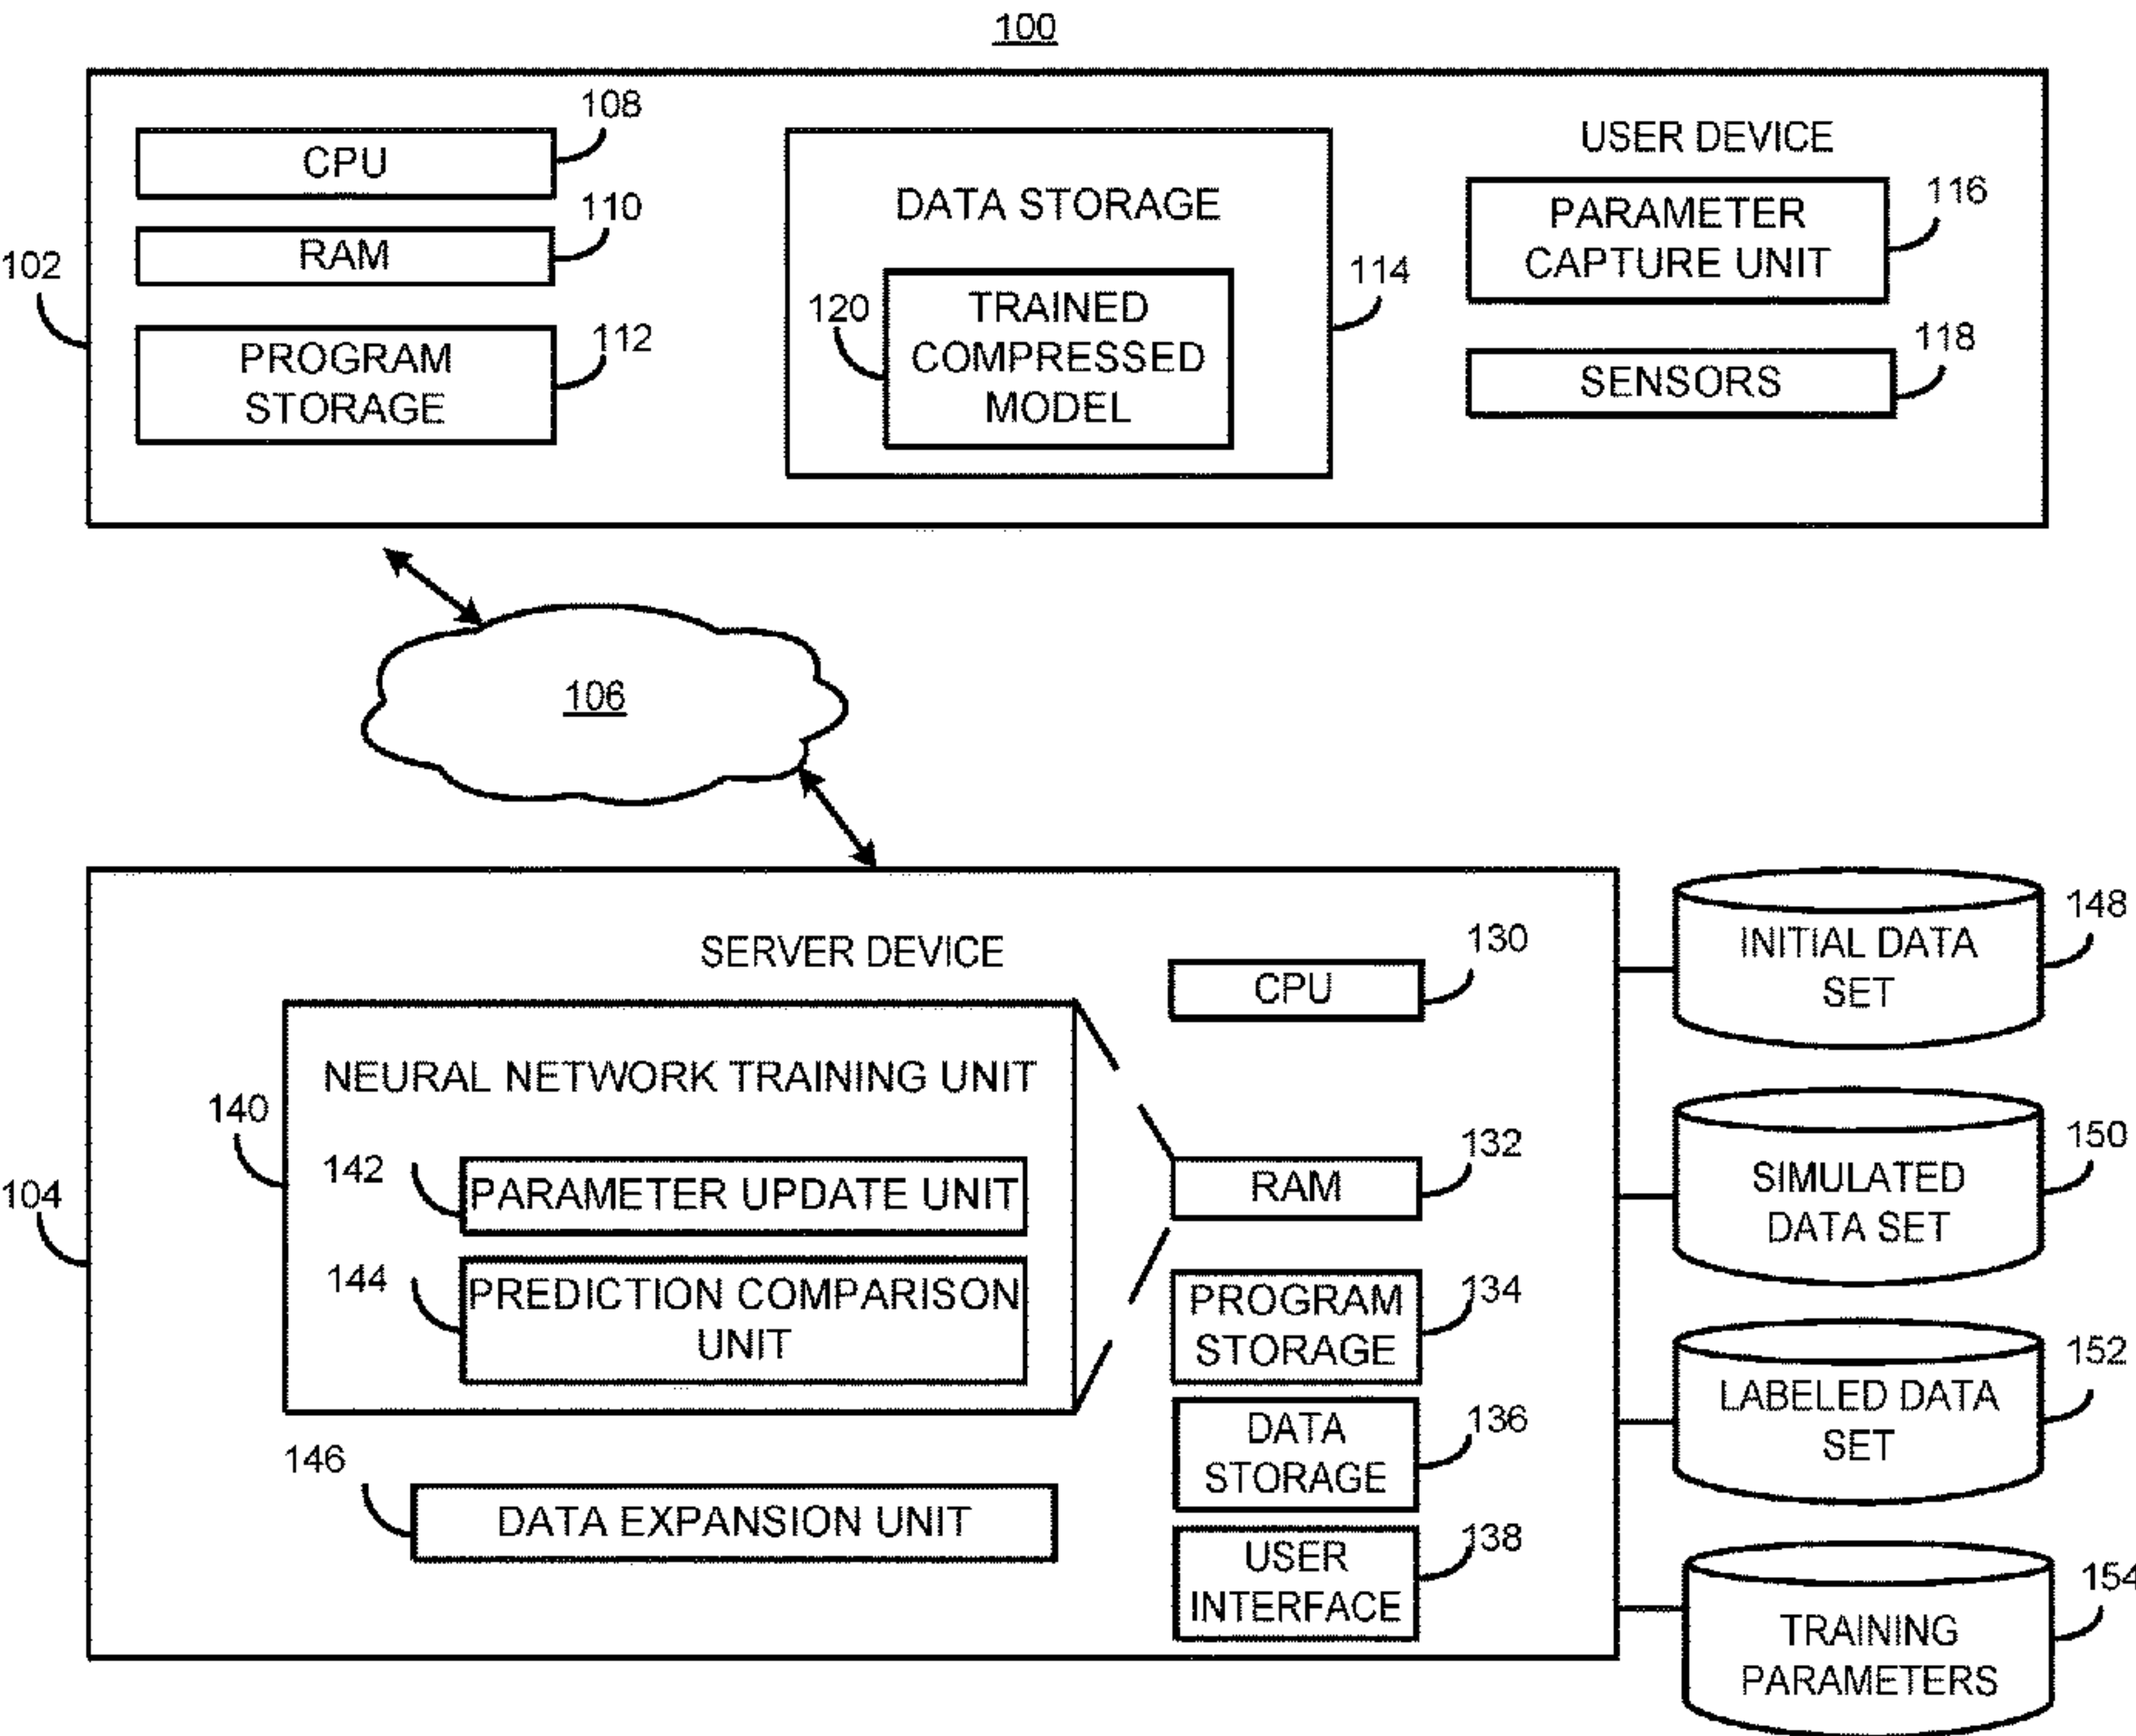 100
108
CPU
USER DEVICE
110
RAM
102
112
PROGRAM
STORAGE
DATA STORAGE
114
120
TRAINED
COMPRESSED
MODEL
116
PARAMETER
CAPTURE UNIT
118
SENSORS
106
SERVER DEVICE
130
CPU
148
INITIAL DATA
SET
NEURAL NETWORK TRAINING UNIT
140
142
PARAMETER UPDATE UNIT
144
PREDICTION COMPARISON
UNIT
104
132
RAM
150
SIMULATED
DATA SET
134
PROGRAM
STORAGE
152
LABELED DATA
SET
136
DATA
STORAGE
146
DATA EXPANSION UNIT
138
USER
INTERFACE
154
TRAINING
PARAMETERS